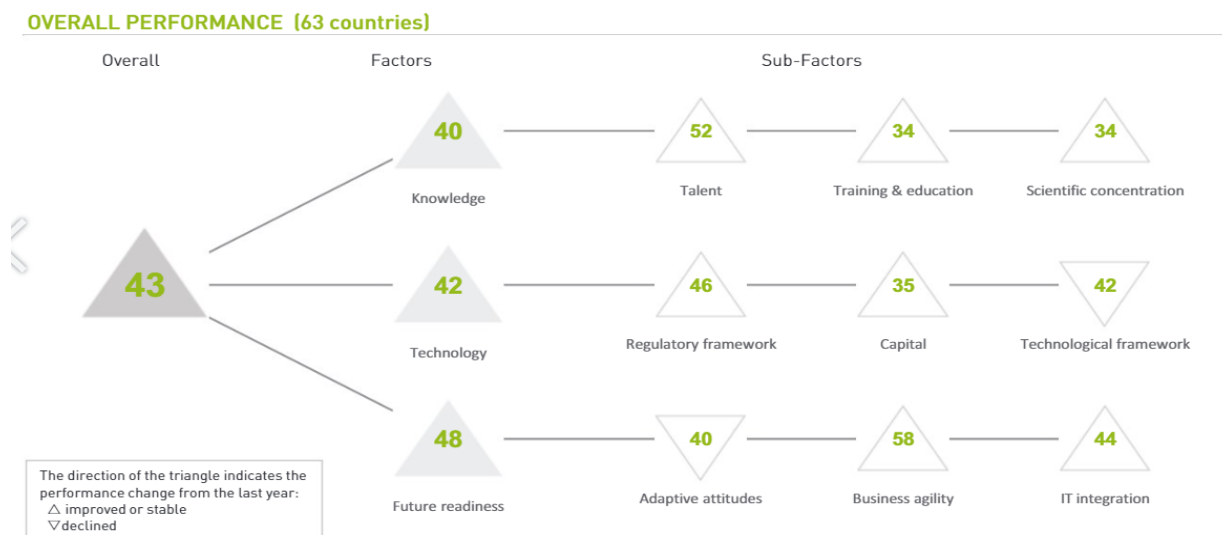 OVERALL PERFORMANCE (63 countries)
Overall
Factors
Sub-Factors
40
52
34
34
Knowledge
Talent
Training & education
Scientific concentration
43
42
46
35
42
Technology
Regulatory framework
Capital
Technological framework
48
40
58
44
Future readiness
Adaptive attitudes
Business agility
IT integration
The direction of the triangle indicates the
performance change from the last year:
△ improved or stable
▽ declined